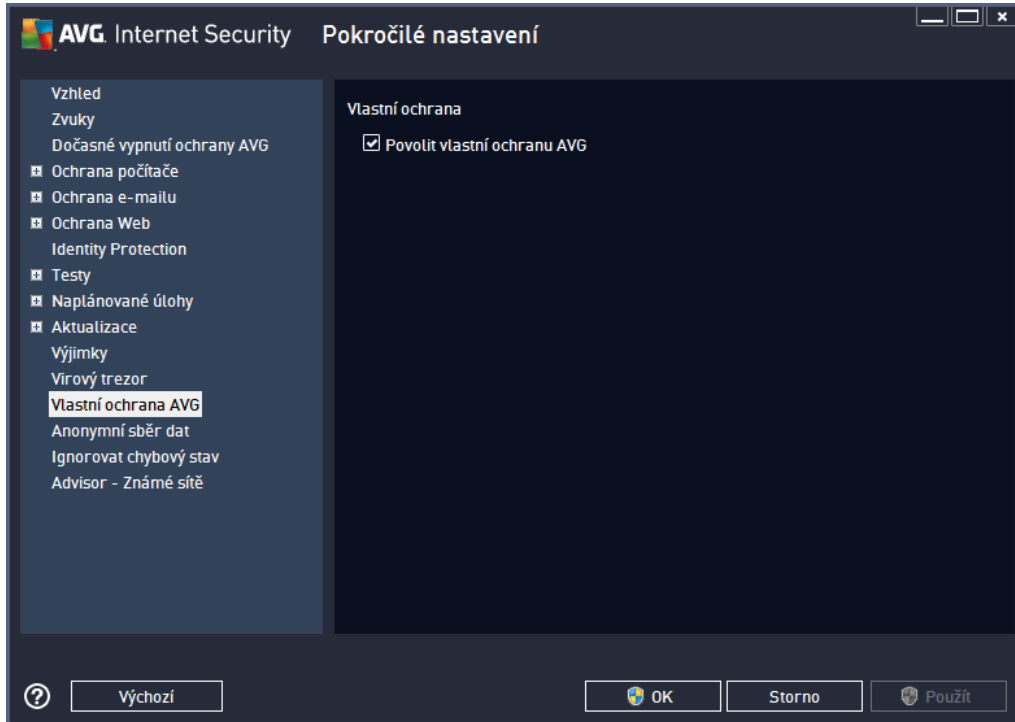 AVG. Internet Security Pokročilé nastavení
Vzhled
Zvuky
Dočasné vypnutí ochrany AVG
Ochrana počítače
Ochrana e-mailu
Ochrana Web
Identity Protection
Testy
Naplánované úlohy
Aktualizace
Výjimky
Virový trezor
Vlastní ochrana AVG
Anonymní sběr dat
Ignorovat chybový stav
Advisor - Známé sítě
Vlastní ochrana
Povolit vlastní ochranu AVG
? Výchozí OK Storno Použít